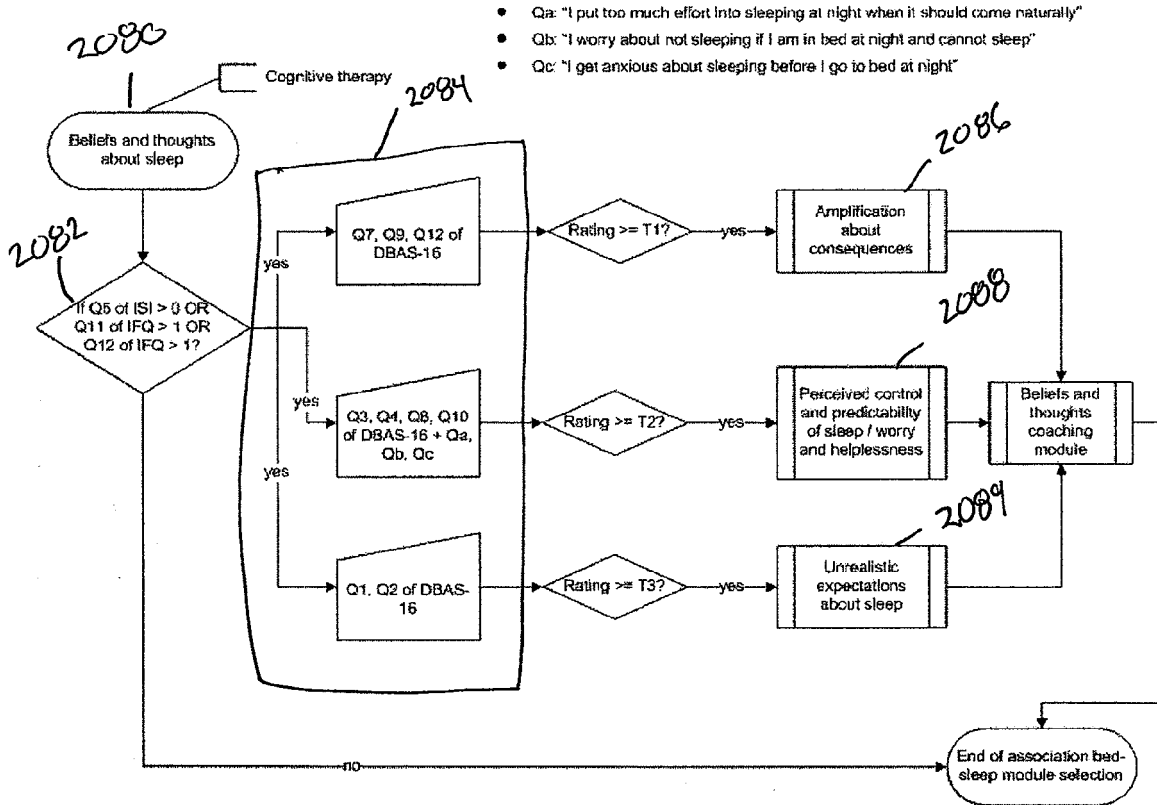 • Qa: "I put too much effort into sleeping at night when it should come naturally"
• Qb: "I worry about not sleeping if I am in bed at night and cannot sleep"
• Qc: "I get anxious about sleeping before I go to bed at night"
2080
Cognitive therapy
2084
Beliefs and thoughts
about sleep
2086
2082
Q7, Q9, Q12 of
DBAS-16
Rating >= T1?
yes
Amplification
about
consequences
yes
If Q5 of ISI > 0 OR
Q11 of IFQ > 1 OR
Q12 of IFQ > 1?
2088
yes
Q3, Q4, Q8, Q10
of DBAS-16 + Qa,
Qb, Qc
Rating >= T2?
yes
Perceived control
and predictability
of sleep / worry
and helplessness
Beliefs and
thoughts
coaching
module
yes
2089
Q1, Q2 of DBAS-
16
Rating >= T3?
yes
Unrealistic
expectations
about sleep
no
End of association bed-
sleep module selection